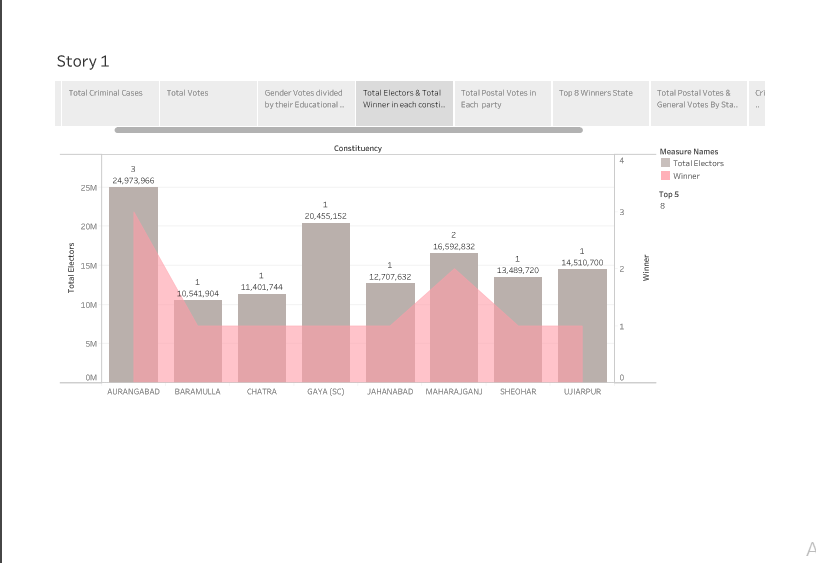 Story 1
Total Criminal Cases
Total Votes
Gender Votes divided
by their Educational ..
Total Electors & Total
Winner in each consti..
Total Postal Votes in
Each party
Top 8 Winners State
Total Postal Votes &
General Votes By Sta..
Cri
..
Constituency
Measure Names
Total Electors
Winner
Top 5
8
Total Electors
25M
20M
15M
10M
5M
0M
3
24,973,966
1
10,541,904
1
11,401,744
1
20,455,152
1
12,707,632
2
16,592,832
1
13,489,720
1
14,510,700
4
3
2
1
0
Winner
AURANGABAD
BARAMULLA
CHATRA
GAYA (SC)
JAHANABAD
MAHARAJGANJ
SHEOHAR
UJIARPUR
A